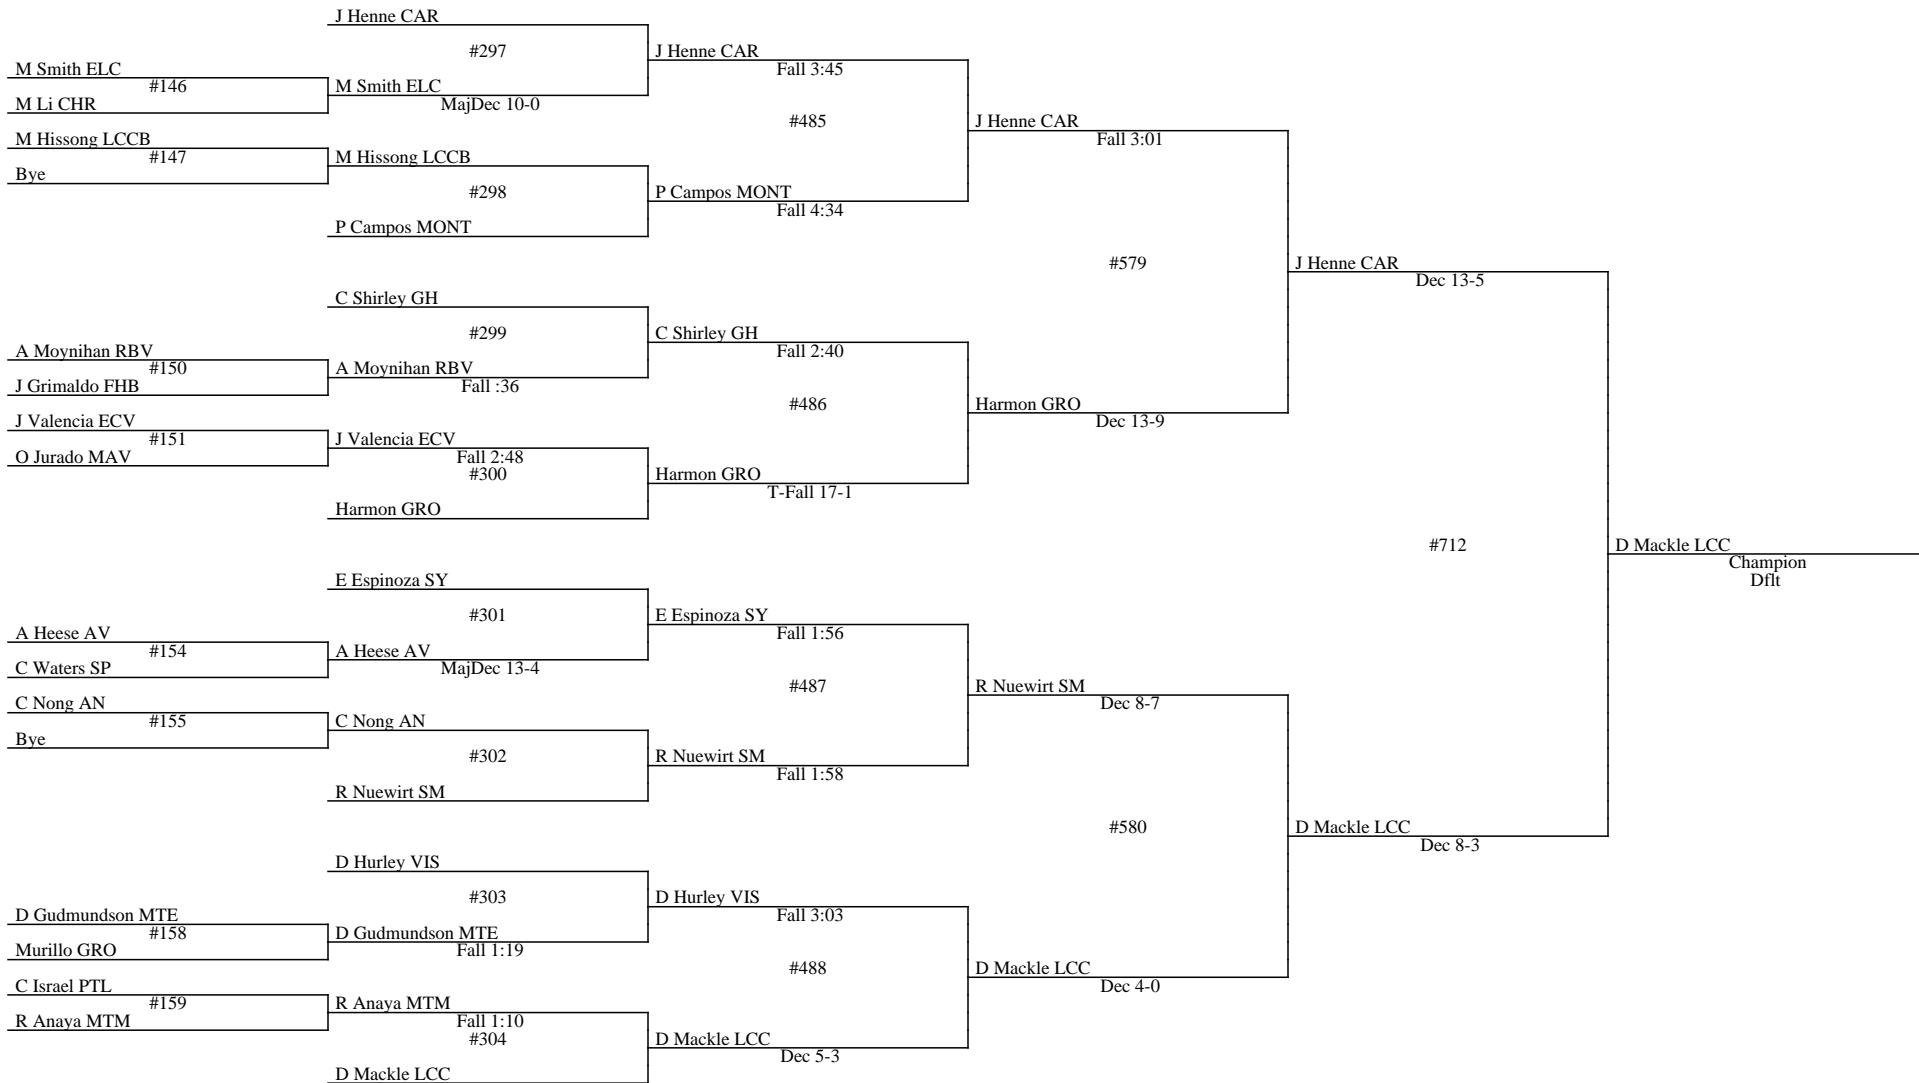 J Henne CAR
#297
J Henne CAR
M Smith ELC
Fall 3:45
#146
M Smith ELC
M Li CHR
MajDec 10-0
#485
J Henne CAR
M Hissong LCCB
Fall 3:01
#147
M Hissong LCCB
Bye
#298
P Campos MONT
Fall 4:34
P Campos MONT
#579
J Henne CAR
Dec 13-5
C Shirley GH
#299
C Shirley GH
A Moynihan RBV
Fall 2:40
#150
A Moynihan RBV
J Grimaldo FHB
Fall :36
#486
Harmon GRO
J Valencia ECV
Dec 13-9
#151
J Valencia ECV
O Jurado MAV
Fall 2:48
#300
Harmon GRO
T-Fall 17-1
Harmon GRO
#712
D Mackle LCC
Champion
Dflt
E Espinoza SY
#301
E Espinoza SY
A Heese AV
Fall 1:56
#154
A Heese AV
C Waters SP
MajDec 13-4
#487
R Nuewirt SM
C Nong AN
Dec 8-7
#155
C Nong AN
Bye
#302
R Nuewirt SM
Fall 1:58
R Nuewirt SM
#580
D Mackle LCC
Dec 8-3
D Hurley VIS
#303
D Hurley VIS
D Gudmundson MTE
Fall 3:03
#158
D Gudmundson MTE
Murillo GRO
Fall 1:19
#488
D Mackle LCC
C Israel PTL
Dec 4-0
#159
R Anaya MTM
R Anaya MTM
Fall 1:10
#304
D Mackle LCC
Dec 5-3
D Mackle LCC